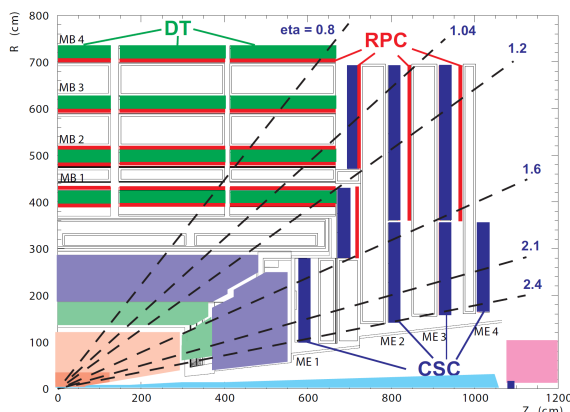 R (cm)
800
700
600
500
400
300
200
100
0
MB 4
MB 3
MB 2
MB 1
DT
eta = 0.8
RPC
1.04
1.2
1.6
2.1
2.4
ME 1
ME 2
ME 3
ME 4
CSC
0
200
400
600
800
1000
1200
Z (cm)